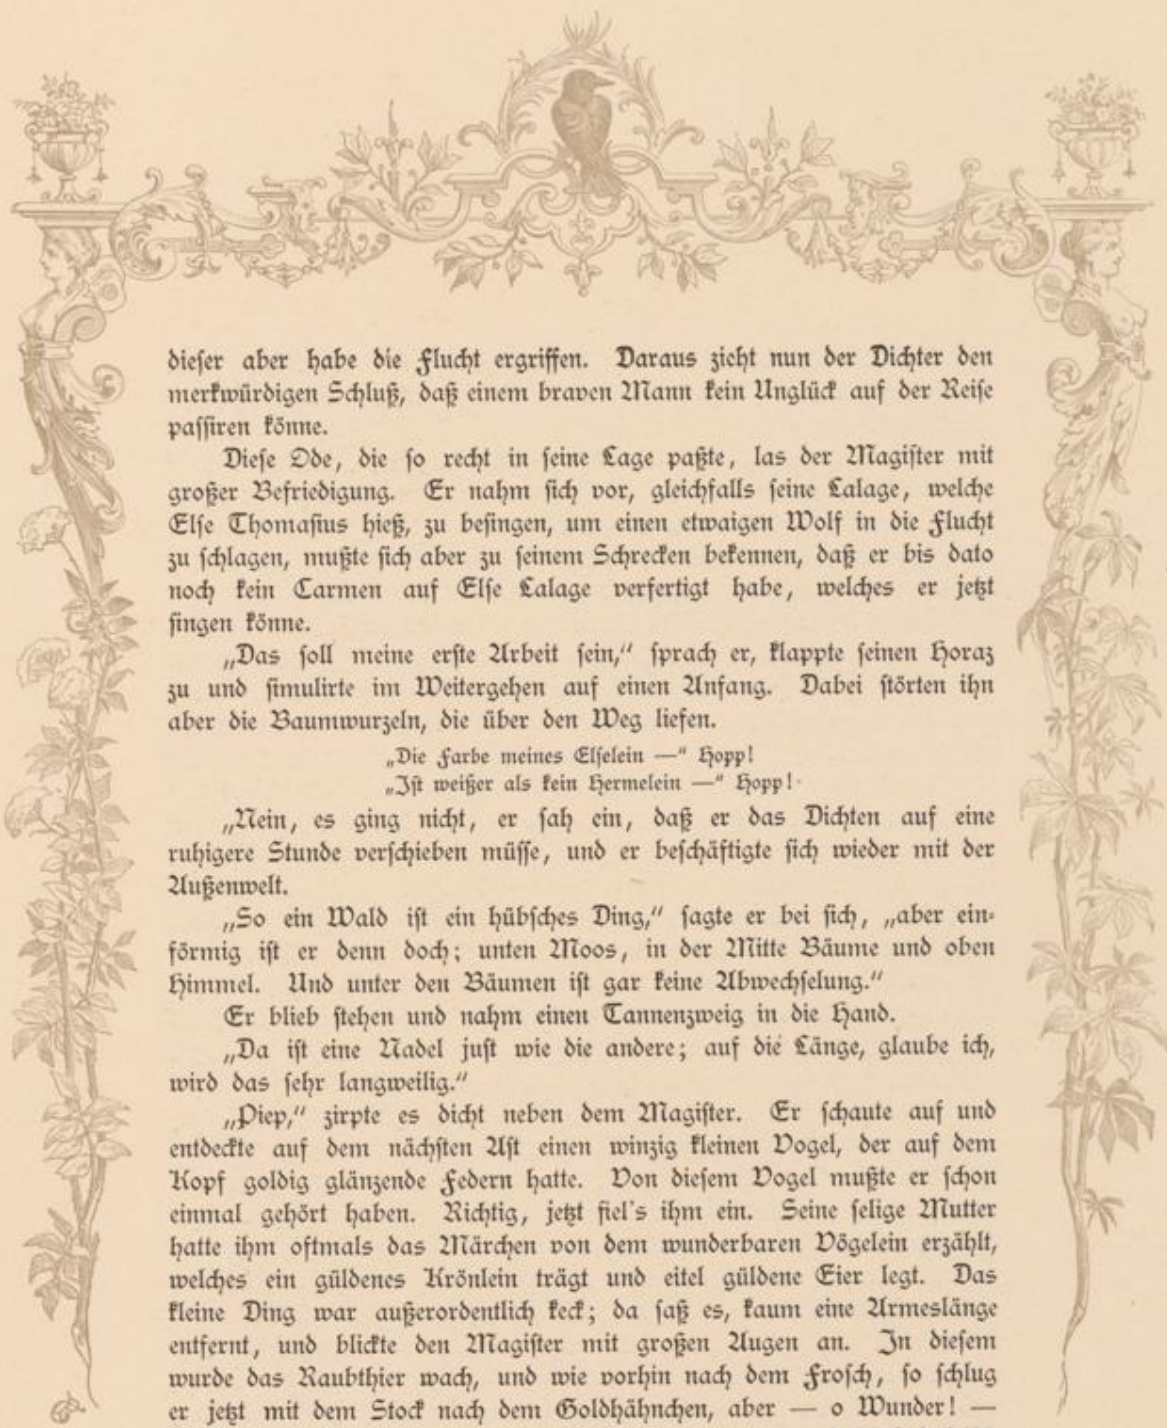 dieser aber habe die Flucht ergriffen. Daraus zieht nun der Dichter den
merkwürdigen Schluß, daß einem braven Mann kein Unglück auf der Reise
passiren könne.
Diese Ode, die so recht in seine Lage paßte, las der Magister mit
großer Befriedigung. Er nahm sich vor, gleichfalls seine Lalage, welche
Else Thomasius hieß, zu besingen, um einen etwaigen Wolf in die Flucht
zu schlagen, mußte sich aber zu seinem Schrecken bekennen, daß er bis dato
noch kein Carmen auf Else Lalage verfertigt habe, welches er jetzt
singen könne.
„Das soll meine erste Arbeit sein,“ sprach er, klappte seinen Horaz
zu und simulirte im Weitergehen auf einen Anfang. Dabei störten ihn
aber die Baumwurzeln, die über den Weg liefen.
„Die Farbe meines Elselein —“ Hopp!
„Ist weißer als kein Hermelein —“ Hopp!
„Nein, es ging nicht, er sah ein, daß er das Dichten auf eine
ruhigere Stunde verschieben müsse, und er beschäftigte sich wieder mit der
Außenwelt.
„So ein Wald ist ein hübsches Ding,“ sagte er bei sich, „aber ein-
förmig ist er denn doch; unten Moos, in der Mitte Bäume und oben
Himmel. Und unter den Bäumen ist gar keine Abwechselung.“
Er blieb stehen und nahm einen Tannenzweig in die Hand.
„Da ist eine Nadel just wie die andere; auf die Länge, glaube ich,
wird das sehr langweilig.“
„Piep,“ zirpte es dicht neben dem Magister. Er schaute auf und
entdeckte auf dem nächsten Ast einen winzig kleinen Vogel, der auf dem
Kopf goldig glänzende Federn hatte. Von diesem Vogel mußte er schon
einmal gehört haben. Richtig, jetzt fiel's ihm ein. Seine selige Mutter
hatte ihm oftmals das Märchen von dem wunderbaren Vögelein erzählt,
welches ein güldenes Krönlein trägt und eitel güldene Eier legt. Das
kleine Ding war außerordentlich keck; da saß es, kaum eine Armeslänge
entfernt, und blickte den Magister mit großen Augen an. In diesem
wurde das Raubthier wach, und wie vorhin nach dem Frosch, so schlug
er jetzt mit dem Stock nach dem Goldhähnchen, aber — o Wunder! —